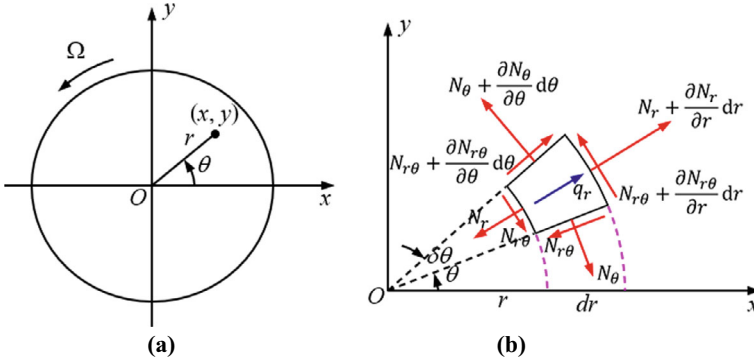 y
Ω
(x, y)
r
θ
O
x
(a)
y
N_θ + ∂N_θ/∂θ dθ
N_r + ∂N_r/∂r dr
N_rθ + ∂N_rθ/∂θ dθ
q_r
N_rθ + ∂N_rθ/∂r dr
N_r
N_rθ
N_rθ
δθ
θ
N_θ
O
r
dr
x
(b)